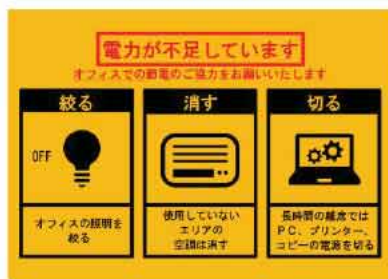 電力が不足しています
オフィスでの節電のご協力をお願いいたします
絞る
消す
切る
OFF
オフィスの照明を
絞る
使用していない
エリアの
空調は消す
長時間の離席では
PC、プリンター、
コピーの電源を切る